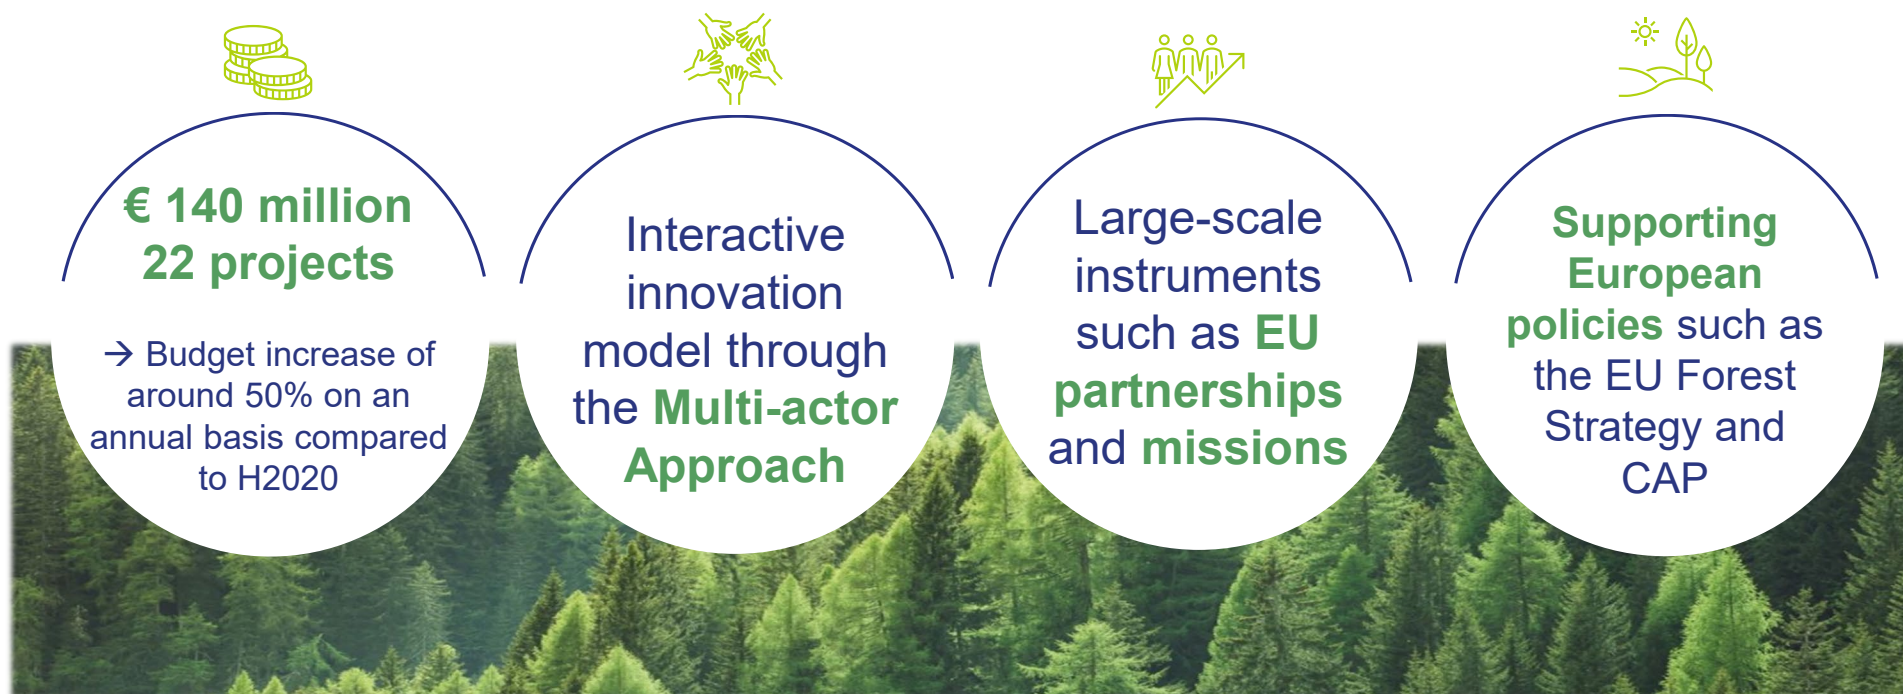 € 140 million
22 projects
→ Budget increase of
around 50% on an
annual basis compared
to H2020
Interactive
innovation
model through
the Multi-actor
Approach
Large-scale
instruments
such as EU
partnerships
and missions
Supporting
European
policies such as
the EU Forest
Strategy and
CAP